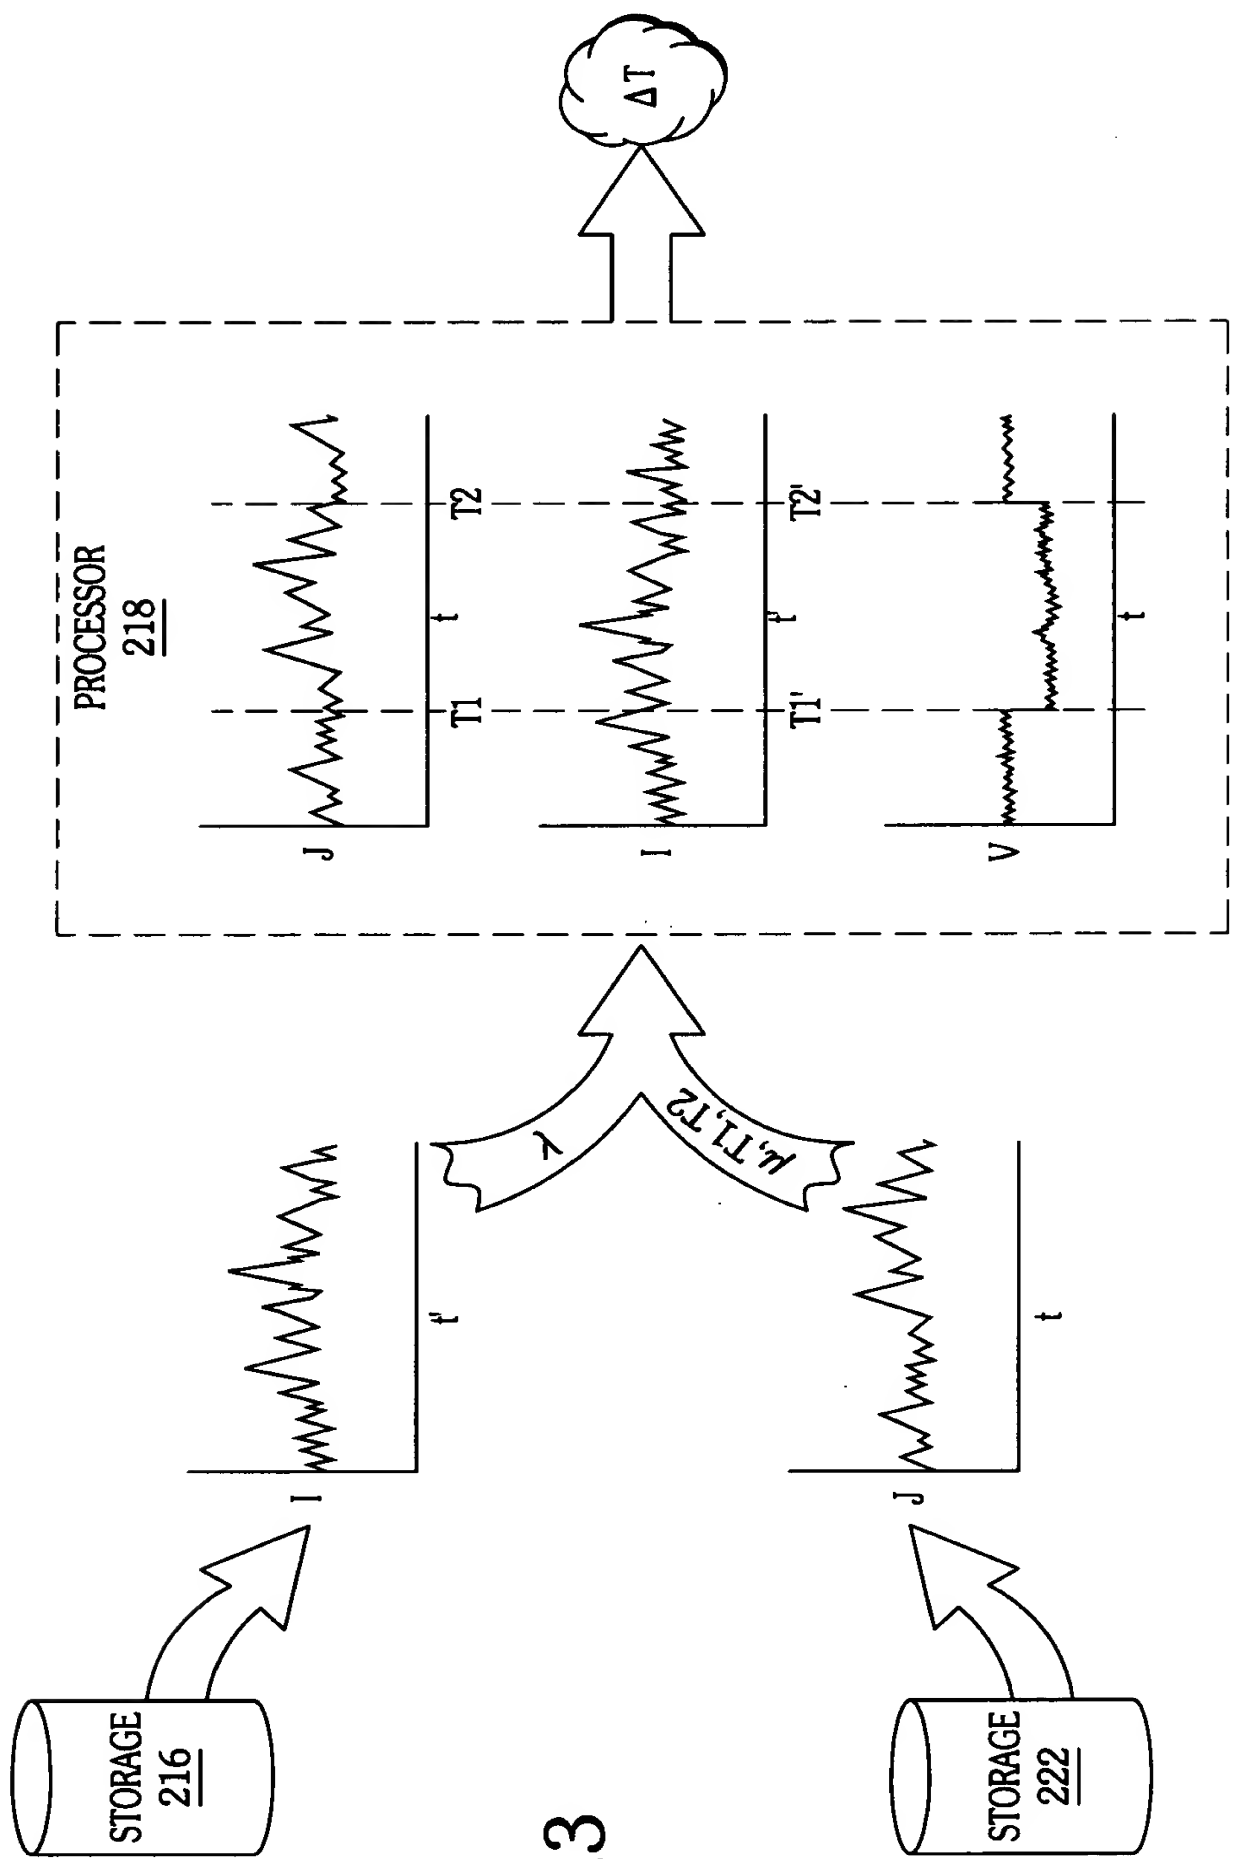 STORAGE
216
I
t'
λ
STORAGE
222
J
t
μ,T1,T2
PROCESSOR
218
J
T1
t
T2
I
T1'
t'
T2'
V
t
ΔT
3